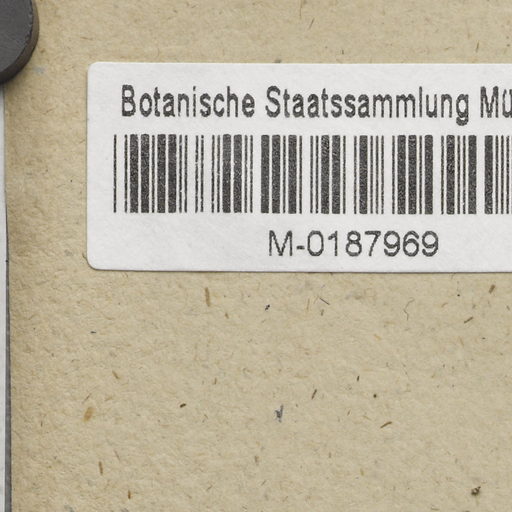 Botanische Staatssammlung Mü
M-0187969